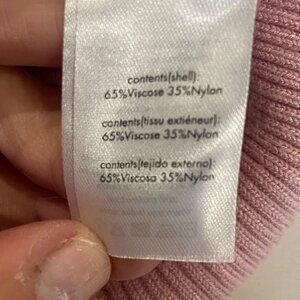 contents(shell):
65%Viscose 35%Nylon
contents(tissu extiéneur):
65%Viscose 35%Nylon
contents(tejido externo):
65%Viscosa 35%Nylon